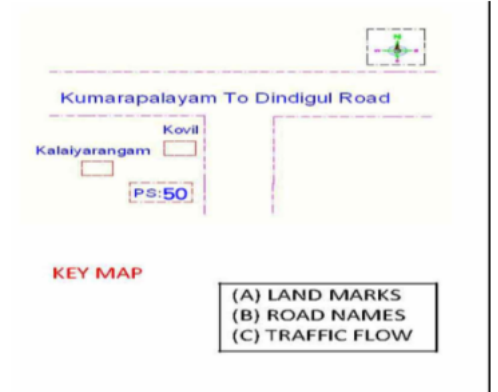 N
Kumarapalayam To Dindigul Road
Kovil
Kalaiyarangam
PS:50
KEY MAP
(A) LAND MARKS
(B) ROAD NAMES
(C) TRAFFIC FLOW